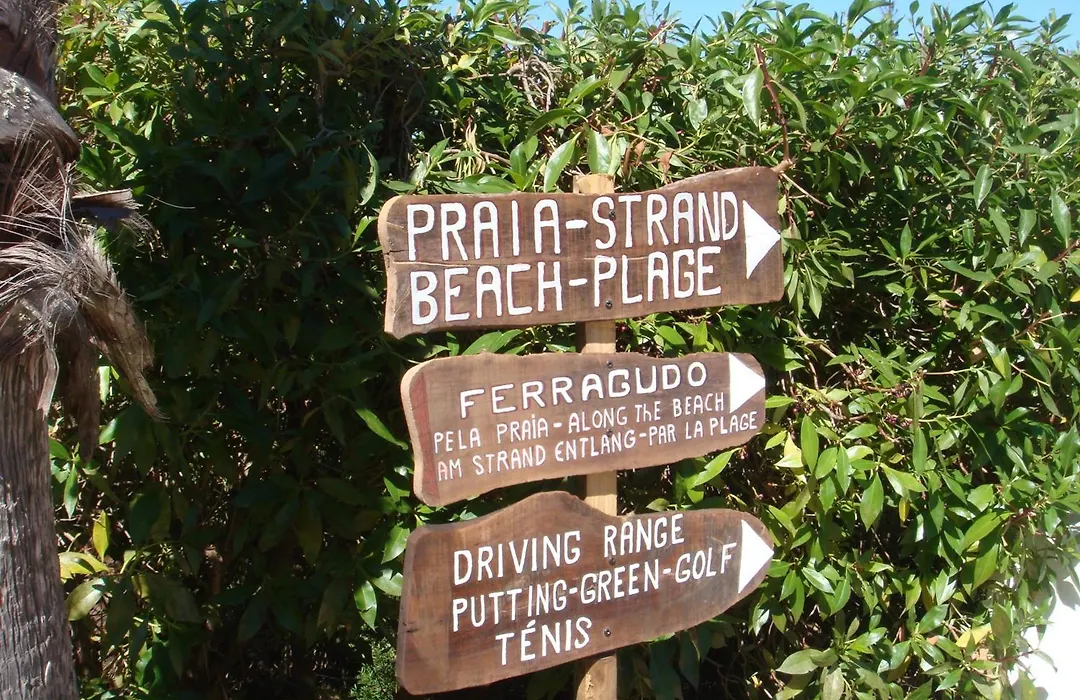 PRAIA-STRAND
BEACH-PLAGE
FERRAGUDO
PELA PRAIA-ALONG THE BEACH
AM STRAND ENTLANG-PAR LA PLAGE
DRIVING RANGE
PUTTING-GREEN-GOLF
TÉNIS